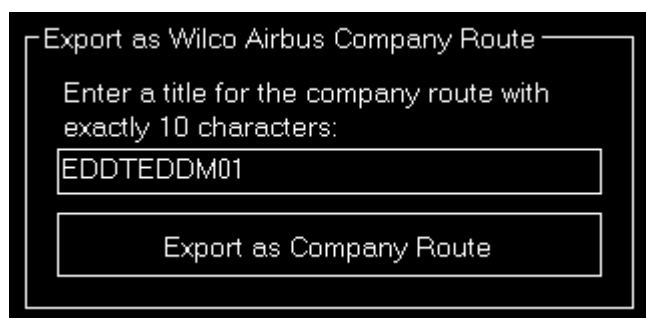 Export as Wilco Airbus Company Route
Enter a title for the company route with
exactly 10 characters:
EDDTEDDM01
Export as Company Route